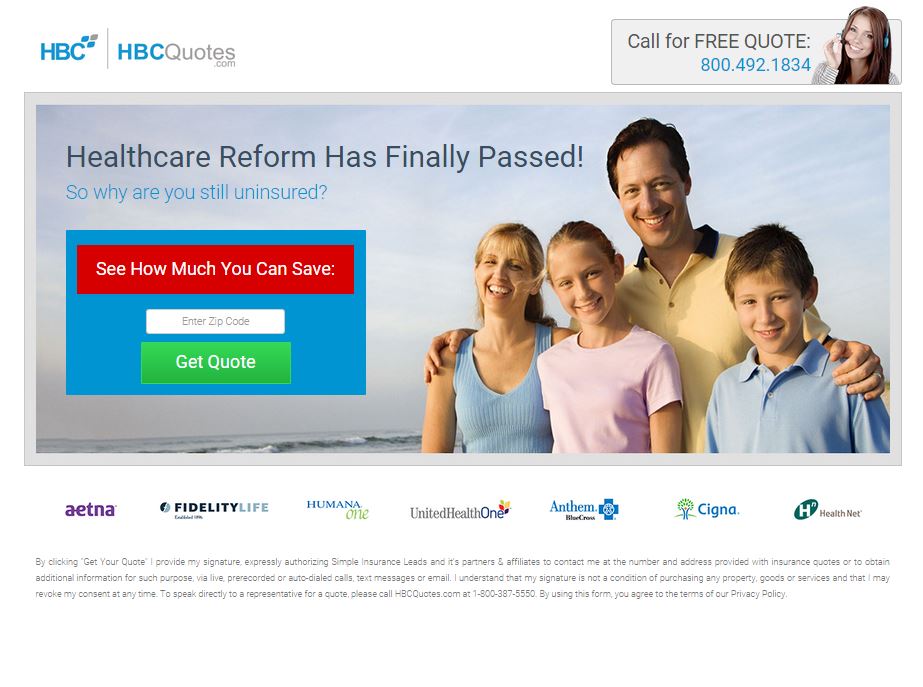 HBC HBCQuotes
.com
Call for FREE QUOTE:
800.492.1834
Healthcare Reform Has Finally Passed!
So why are you still uninsured?
See How Much You Can Save:
Enter Zip Code
Get Quote
aetna
FIDELITYLIFE
Established 1896
HUMANA
one
UnitedHealthOne
Anthem.
BlueCross
Cigna.
Health Net
By clicking "Get Your Quote" I provide my signature, expressly authorizing Simple Insurance Leads and it's partners & affiliates to contact me at the number and address provided with insurance quotes or to obtain
additional information for such purpose, via live, prerecorded or auto-dialed calls, text messages or email. I understand that my signature is not a condition of purchasing any property, goods or services and that I may
revoke my consent at any time. To speak directly to a representative for a quote, please call HBCQuotes.com at 1-800-387-5550. By using this form, you agree to the terms of our Privacy Policy.